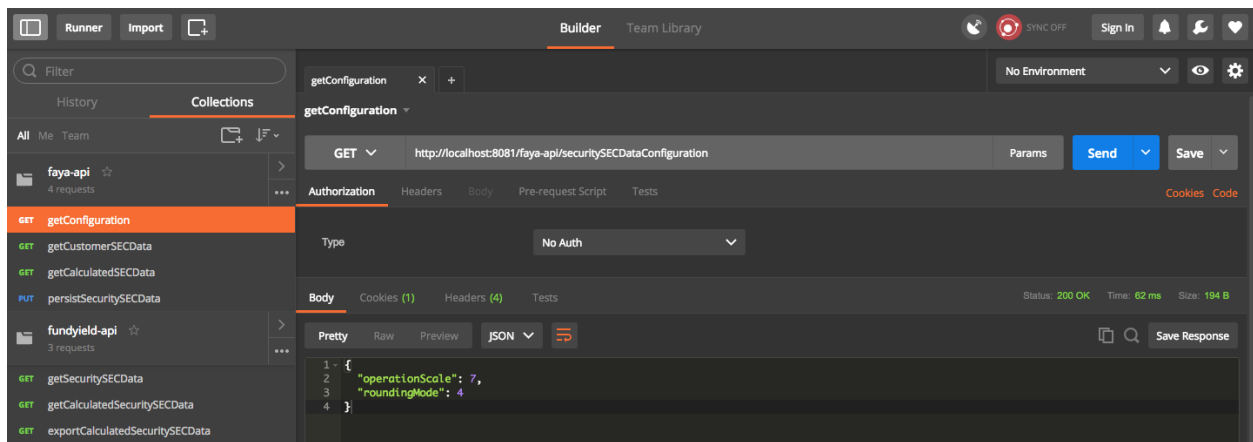 Runner Import Builder Team Library SYNC OFF Sign In
Filter
History Collections
All Me Team
faya-api
4 requests
GET getConfiguration
GET getCustomerSECData
GET getCalculatedSECData
PUT persistSecuritySECData
fundyield-api
3 requests
GET getSecuritySECData
GET getCalculatedSecuritySECData
GET exportCalculatedSecuritySECData
getConfiguration No Environment
getConfiguration
GET http://localhost:8081/faya-api/securitySECDataConfiguration Params Send Save
Authorization Headers Body Pre-request Script Tests Cookies Code
Type No Auth
Body Cookies (1) Headers (4) Tests Status: 200 OK Time: 62 ms Size: 194 B
Pretty Raw Preview JSON Save Response
1 {
2 "operationScale": 7,
3 "roundingMode": 4
4 }